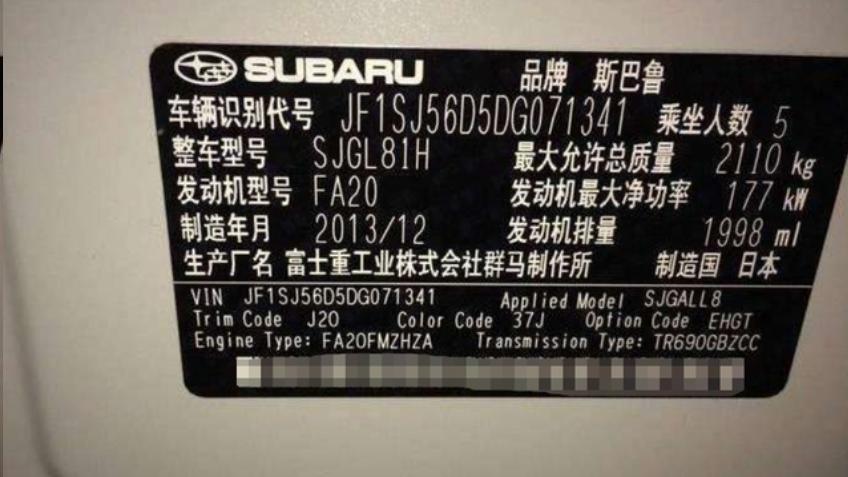 SUBARU 品牌 斯巴鲁
车辆识别代号 JF1SJ56D5DG071341 乘坐人数 5
整车型号 SJGL81H 最大允许总质量 2110 kg
发动机型号 FA20 发动机最大净功率 177 kW
制造年月 2013/12 发动机排量 1998 ml
生产厂名 富士重工业株式会社群马制作所 制造国 日本
VIN JF1SJ56D5DG071341 Applied Model SJGALL8
Trim Code J20 Color Code 37J Option Code EHGT
Engine Type: FA20FMZHZA Transmission Type: TR690GBZCC